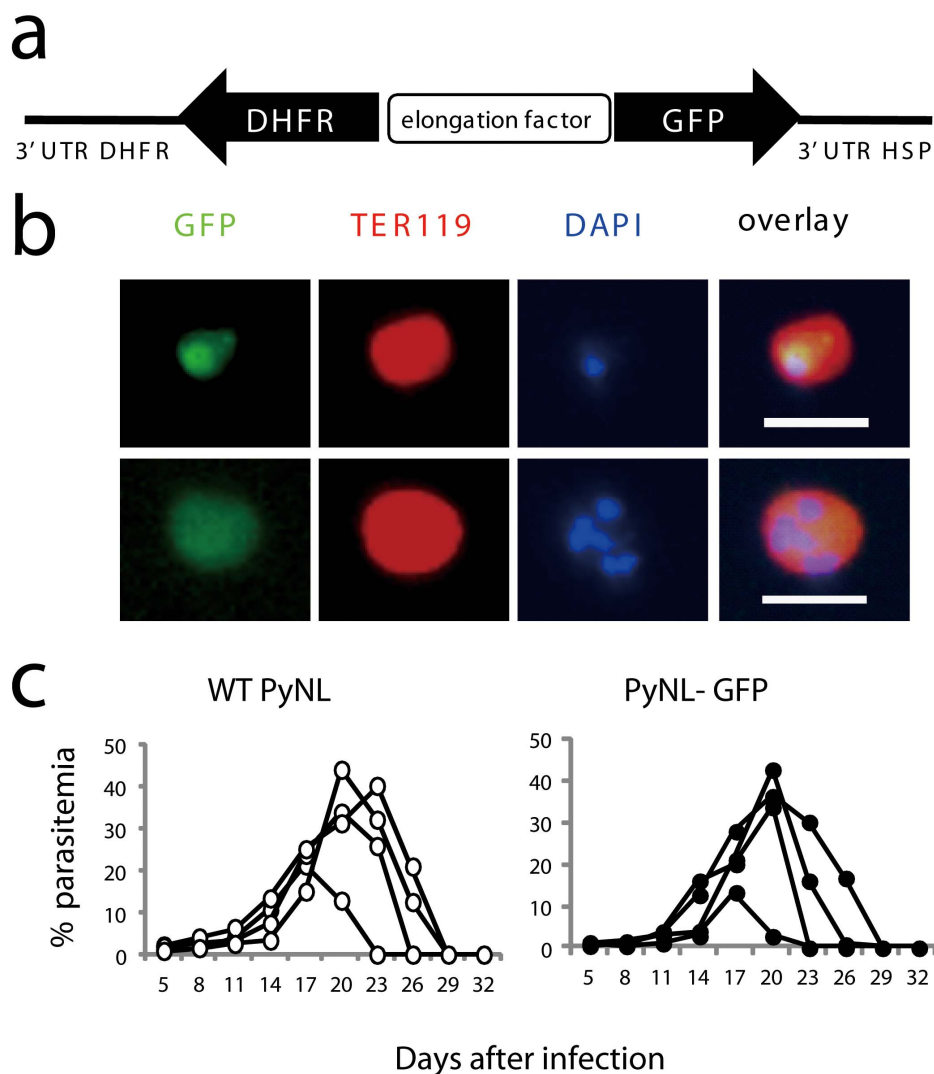 a
DHFR elongation factor GFP
3' UTR DHFR 3' UTR HSP
b
GFP TER119 DAPI overlay
c
WT PyNL PyNL- GFP
% parasitemia
50
40
30
20
10
0
5 8 11 14 17 20 23 26 29 32
50
40
30
20
10
0
5 8 11 14 17 20 23 26 29 32
Days after infection